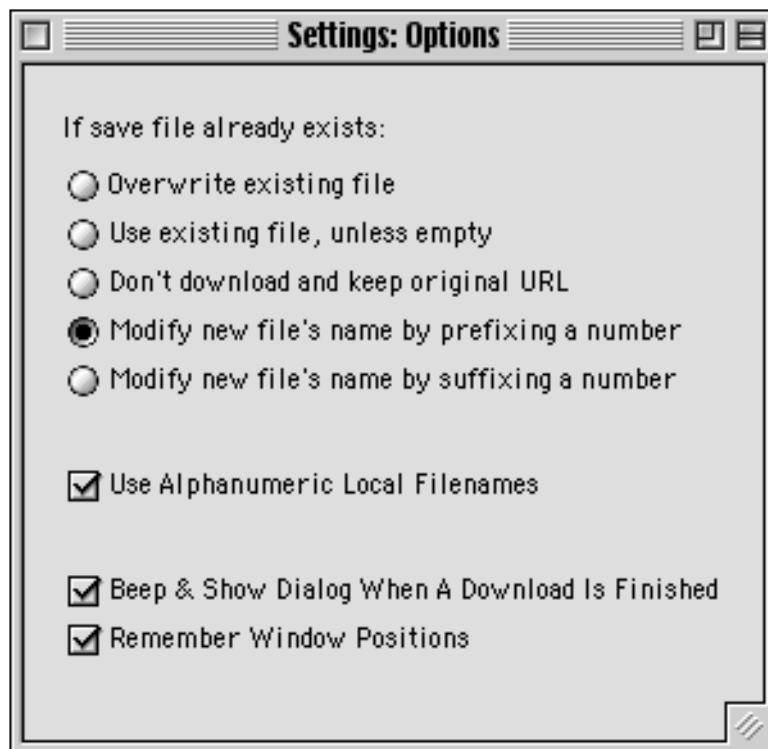 Settings: Options
If save file already exists:
Overwrite existing file
Use existing file, unless empty
Don't download and keep original URL
Modify new file's name by prefixing a number
Modify new file's name by suffixing a number
Use Alphanumeric Local Filenames
Beep & Show Dialog When A Download Is Finished
Remember Window Positions